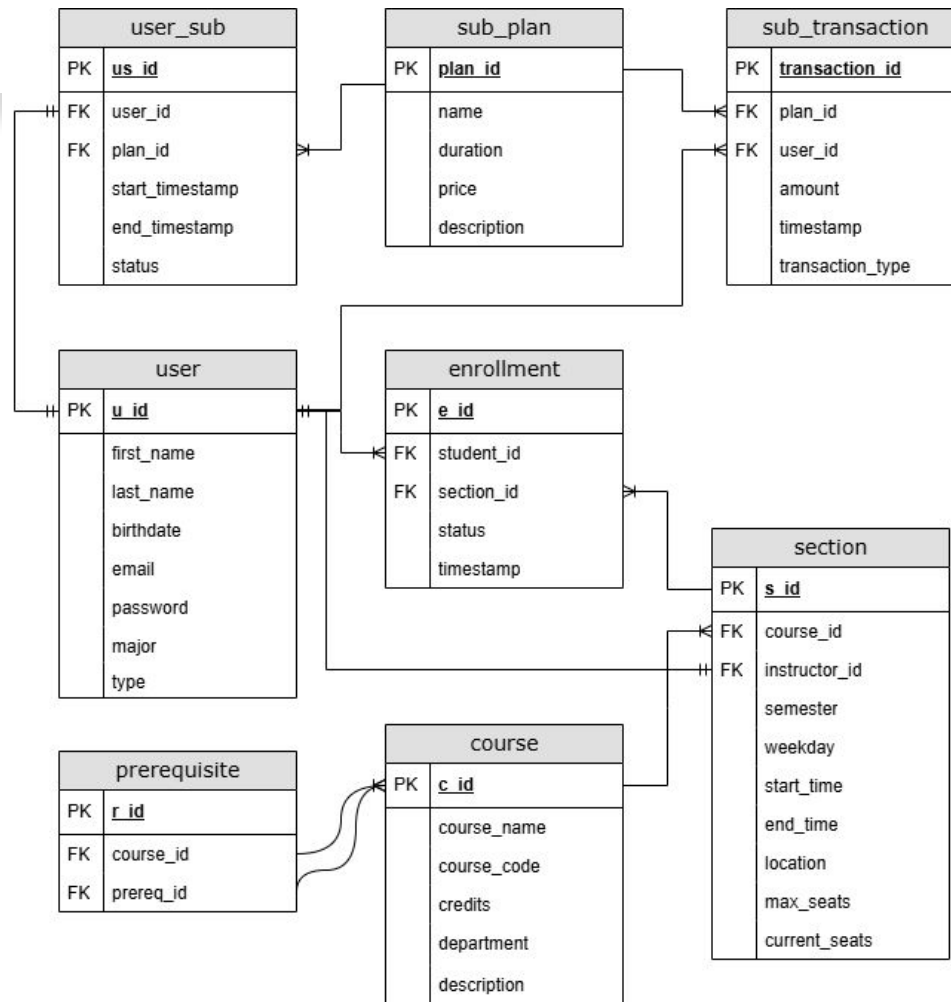 user_sub
PK us_id
FK user_id
FK plan_id
start_timestamp
end_timestamp
status
sub_plan
PK plan_id
name
duration
price
description
sub_transaction
PK transaction_id
FK plan_id
FK user_id
amount
timestamp
transaction_type
user
PK u_id
first_name
last_name
birthdate
email
password
major
type
enrollment
PK e_id
FK student_id
FK section_id
status
timestamp
section
PK s_id
FK course_id
FK instructor_id
semester
weekday
start_time
end_time
location
max_seats
current_seats
prerequisite
PK r_id
FK course_id
FK prereq_id
course
PK c_id
course_name
course_code
credits
department
description